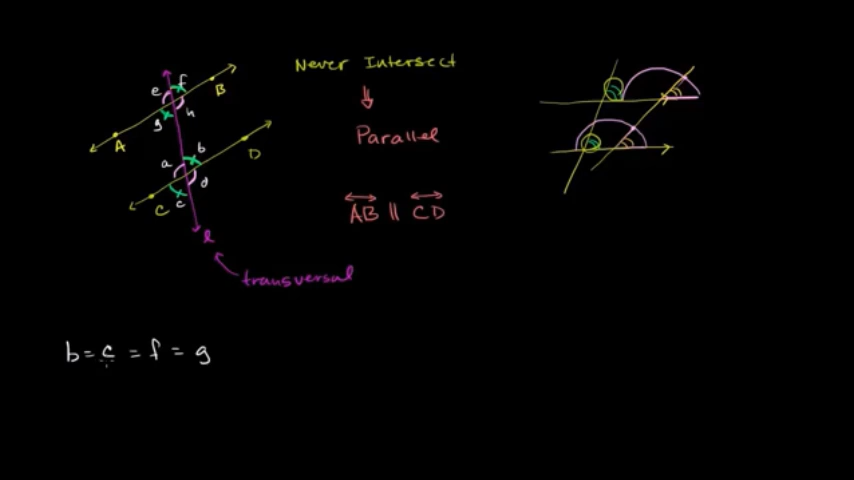 Never Intersect
⇓
Parallel
AB || CD
e f
g h
B
A
a b
c d
D
C
l
transversal
b = c = f = g